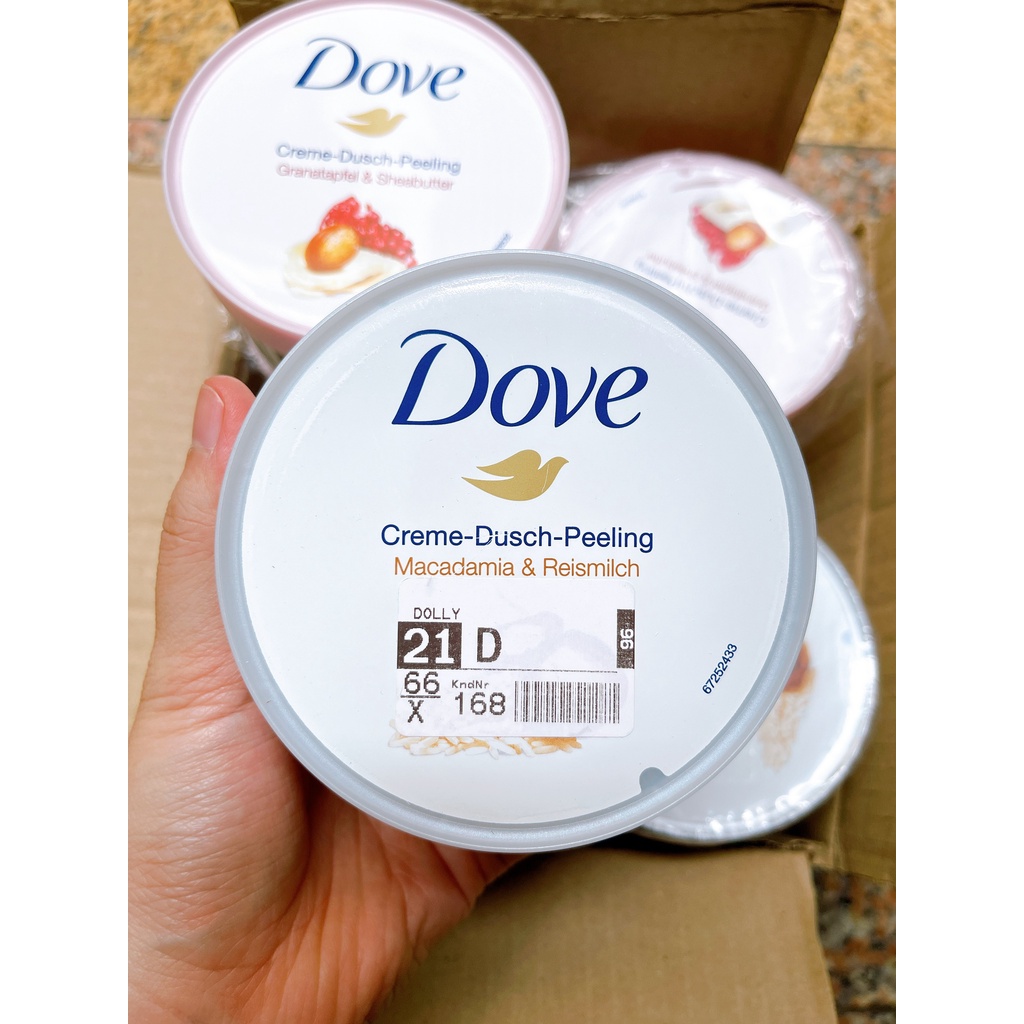 Dove
Creme-Dusch-Peeling
Granatapfel & Sheabutter
Dove
Creme-Dusch-Peeling
Macadamia & Reismilch
DOLLY
21 D
96
66
X
KndNr
168
67252433